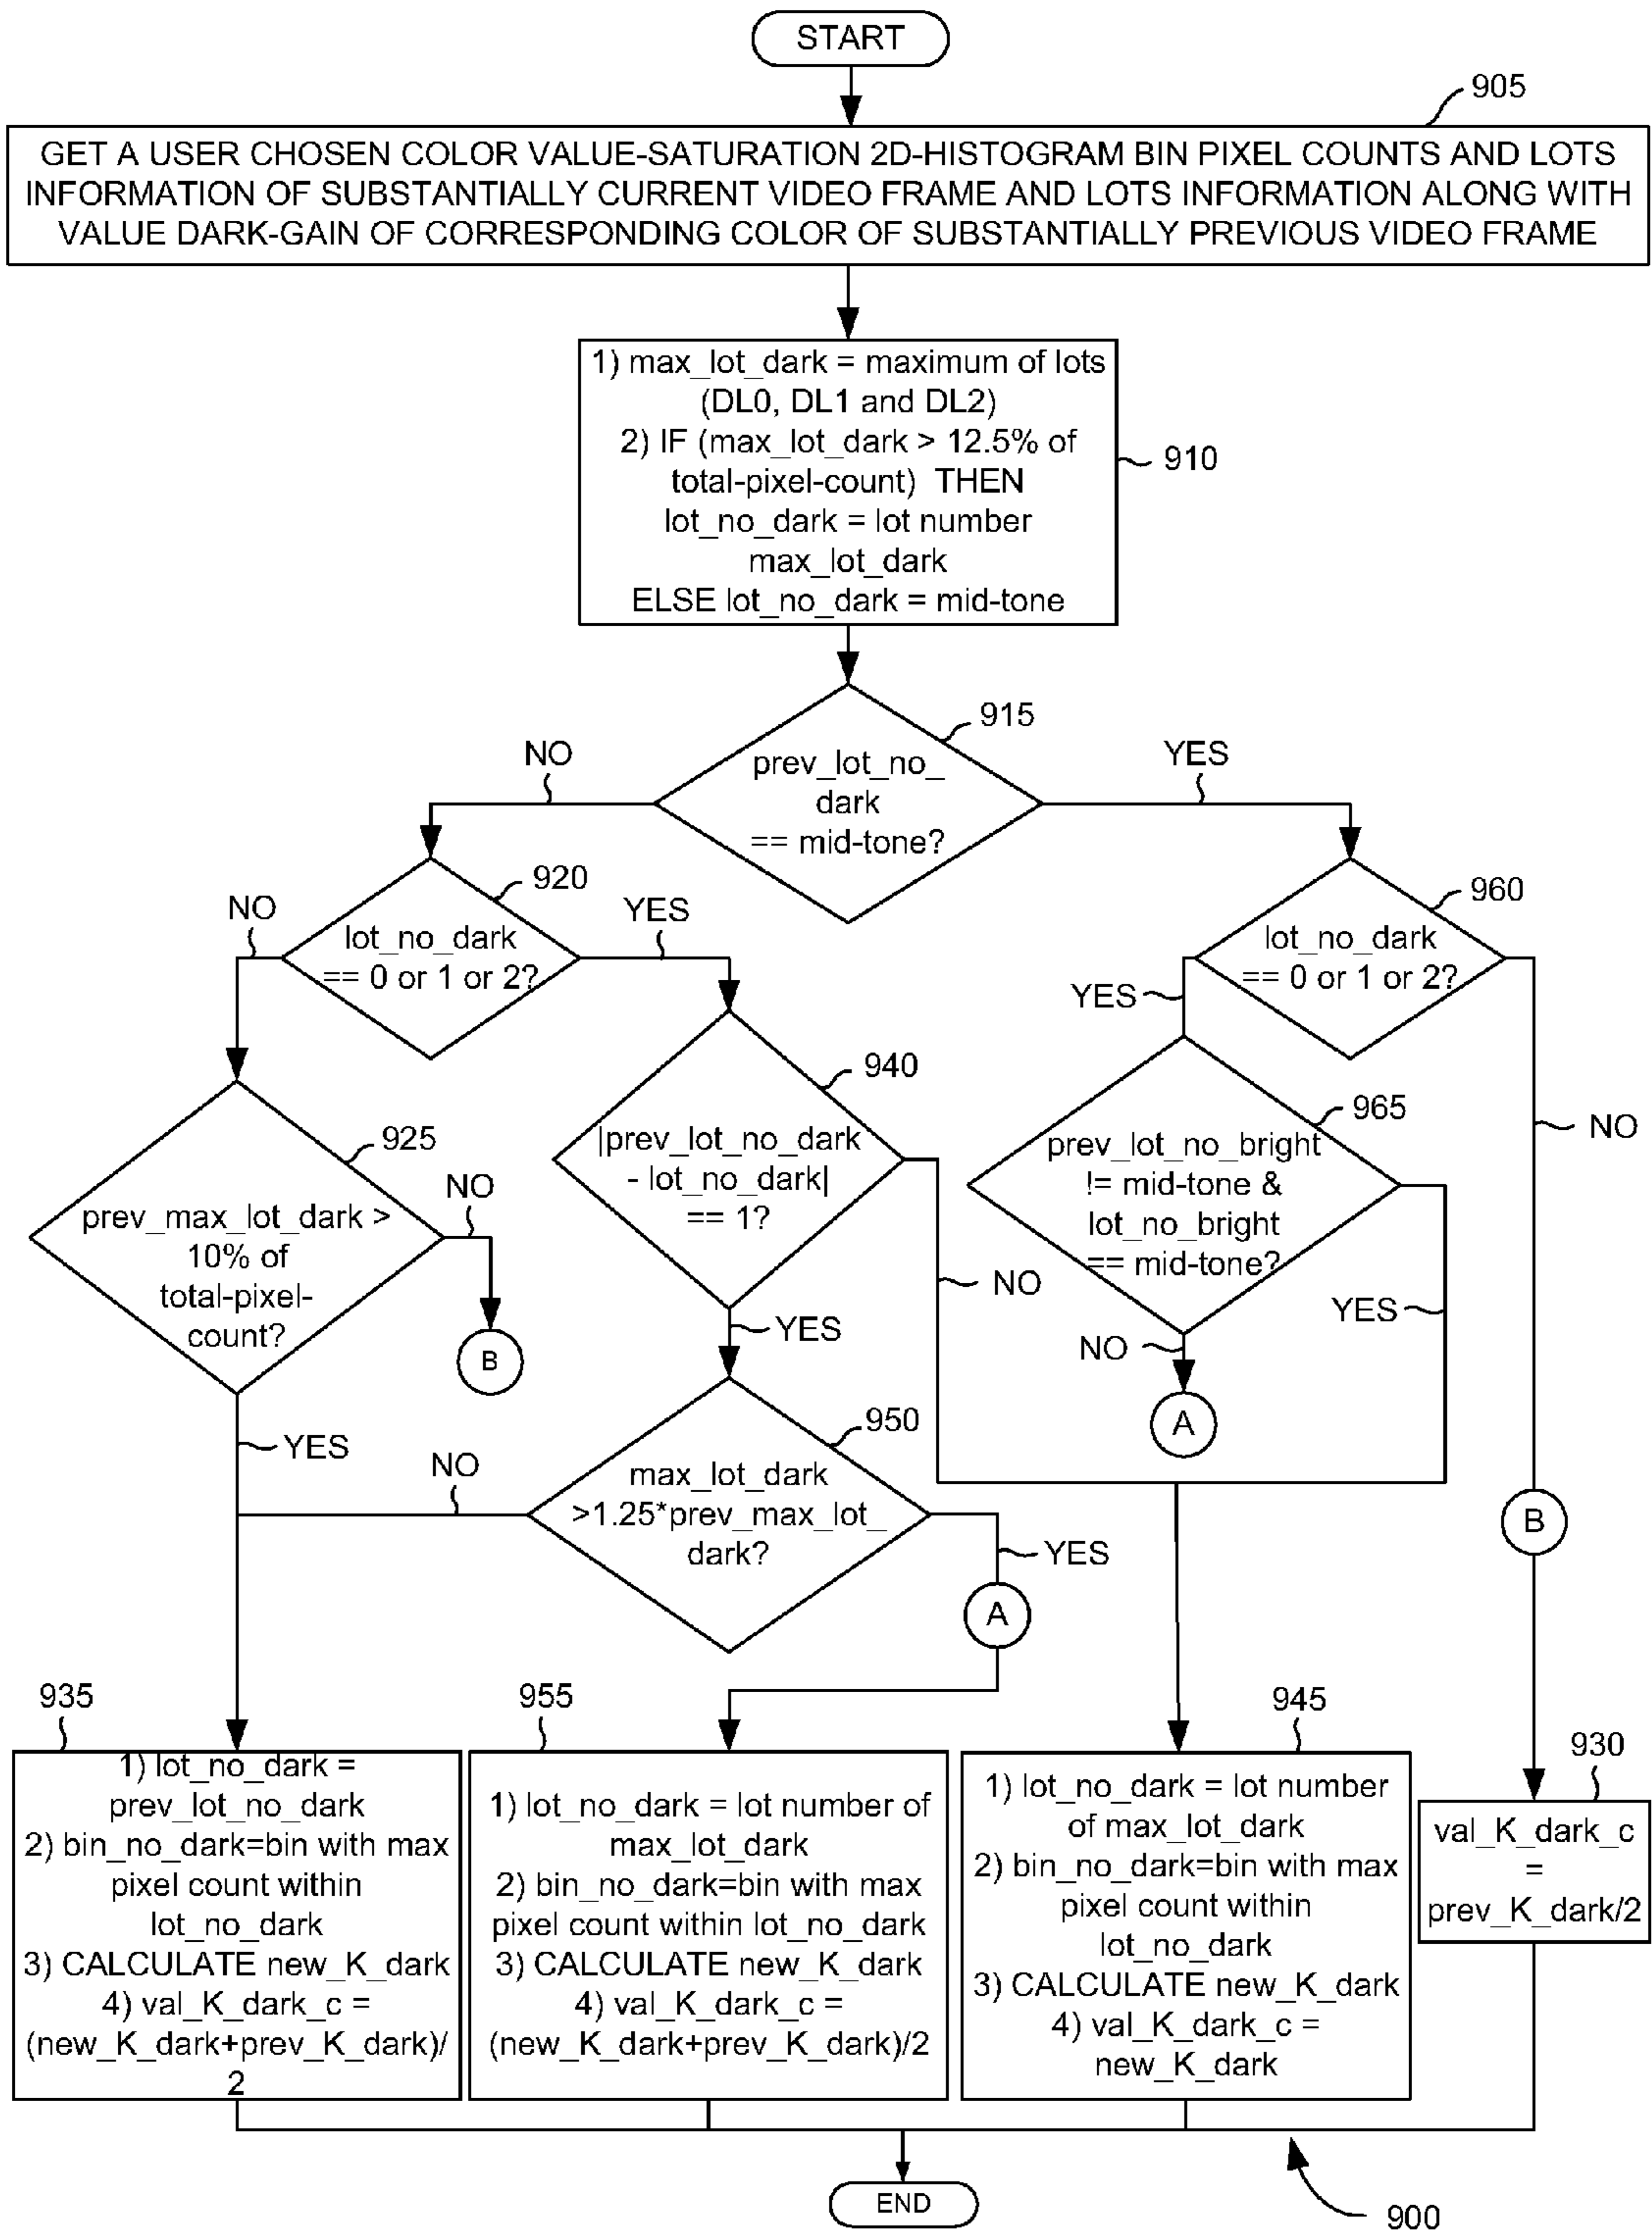 START
905
GET A USER CHOSEN COLOR VALUE-SATURATION 2D-HISTOGRAM BIN PIXEL COUNTS AND LOTS
INFORMATION OF SUBSTANTIALLY CURRENT VIDEO FRAME AND LOTS INFORMATION ALONG WITH
VALUE DARK-GAIN OF CORRESPONDING COLOR OF SUBSTANTIALLY PREVIOUS VIDEO FRAME
1) max_lot_dark = maximum of lots
(DL0, DL1 and DL2)
2) IF (max_lot_dark > 12.5% of
total-pixel-count) THEN
lot_no_dark = lot number
max_lot_dark
ELSE lot_no_dark = mid-tone
910
915
prev_lot_no_
dark
== mid-tone?
NO
YES
920
lot_no_dark
== 0 or 1 or 2?
NO
YES
960
lot_no_dark
== 0 or 1 or 2?
YES
NO
925
prev_max_lot_dark >
10% of
total-pixel-
count?
NO
B
YES
940
|prev_lot_no_dark
- lot_no_dark|
== 1?
NO
YES
965
prev_lot_no_bright
!= mid-tone &
lot_no_bright
== mid-tone?
YES
NO
A
950
max_lot_dark
>1.25*prev_max_lot_
dark?
NO
YES
A
B
935
1) lot_no_dark =
prev_lot_no_dark
2) bin_no_dark=bin with max
pixel count within
lot_no_dark
3) CALCULATE new_K_dark
4) val_K_dark_c =
(new_K_dark+prev_K_dark)/
2
955
1) lot_no_dark = lot number of
max_lot_dark
2) bin_no_dark=bin with max
pixel count within lot_no_dark
3) CALCULATE new_K_dark
4) val_K_dark_c =
(new_K_dark+prev_K_dark)/2
945
1) lot_no_dark = lot number
of max_lot_dark
2) bin_no_dark=bin with max
pixel count within
lot_no_dark
3) CALCULATE new_K_dark
4) val_K_dark_c =
new_K_dark
930
val_K_dark_c
=
prev_K_dark/2
END
900